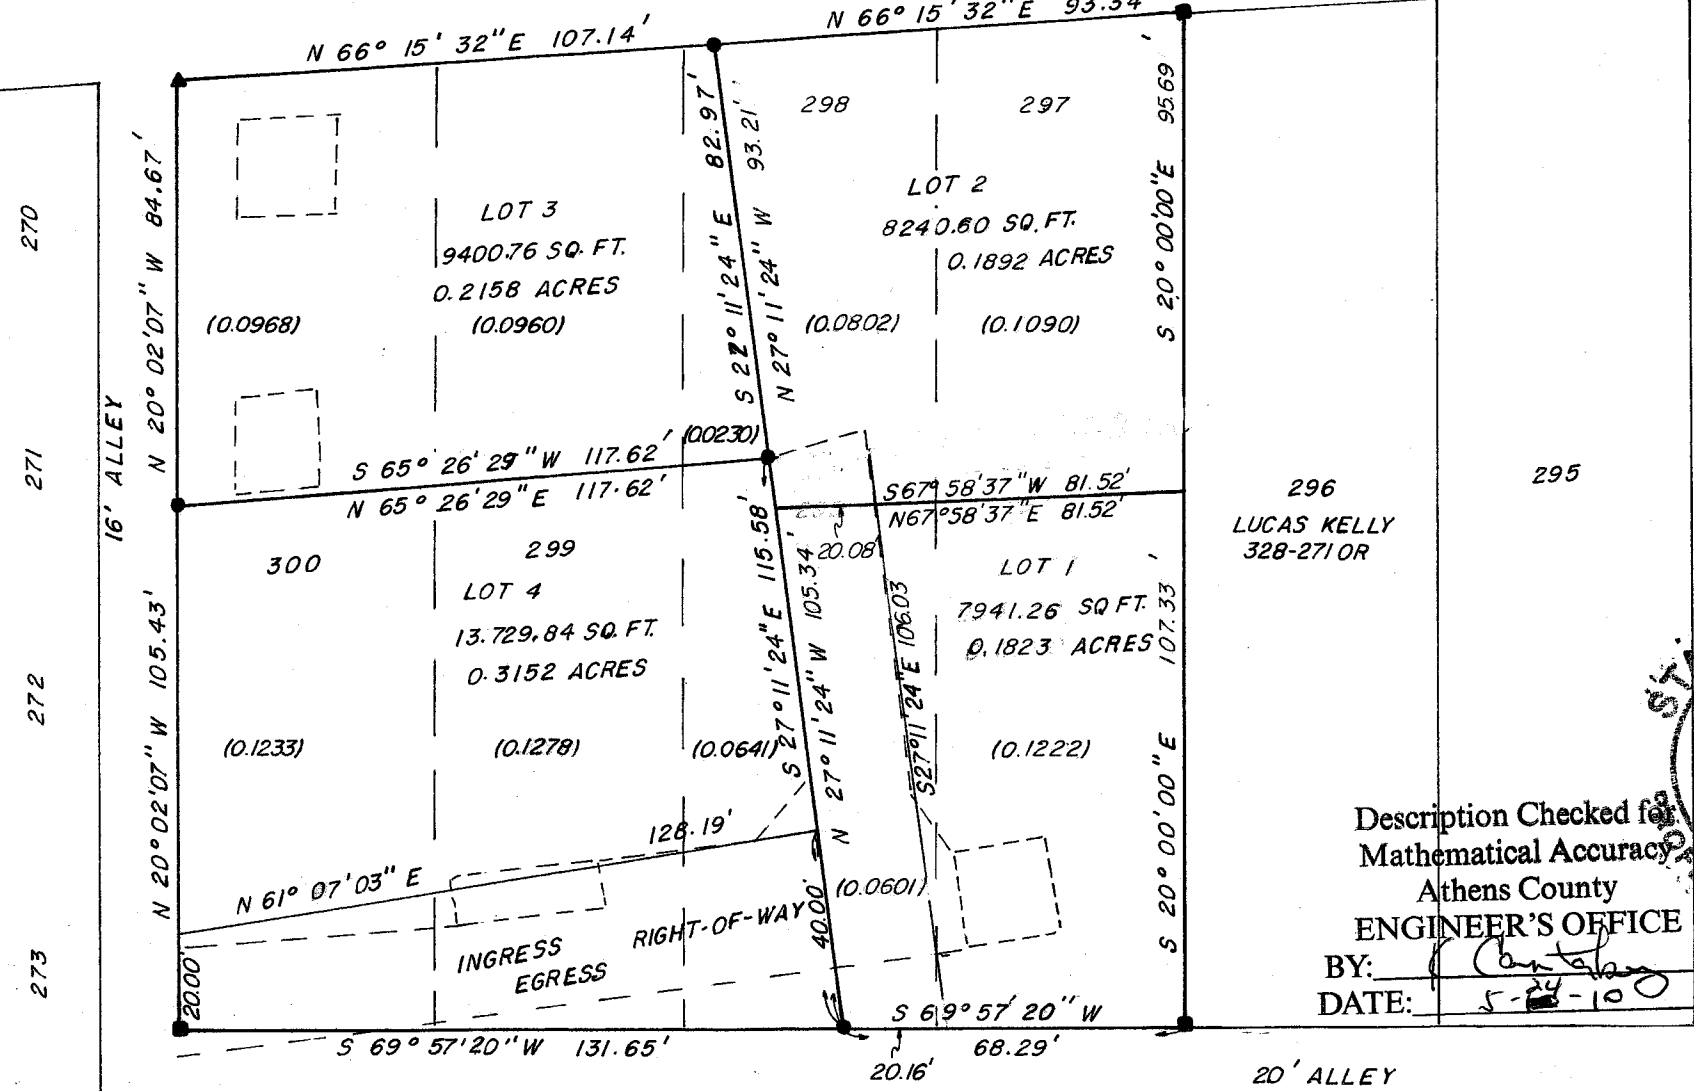 N 66° 15' 32" E 107.14'
N 66° 15' 32" E 93.54
270
271
272
273
16' ALLEY
N 20° 02' 07" W 84.67'
N 20° 02' 07" W 105.43'
LOT 3
9400.76 SQ. FT.
0.2158 ACRES
(0.0968)
(0.0960)
(0.0230)
S 27° 11' 24" E 82.97'
N 27° 11' 24" W 93.21'
298
297
LOT 2
8240.60 SQ. FT.
0.1892 ACRES
(0.0802)
(0.1090)
S 20° 00' 00" E 95.69'
S 65° 26' 29" W 117.62'
N 65° 26' 29" E 117.62'
S 67° 58' 37" W 81.52'
N 67° 58' 37" E 81.52'
20.08'
300
299
LOT 4
13.729.84 SQ. FT.
0.3152 ACRES
(0.1233)
(0.1278)
(0.0641)
S 27° 11' 24" E 115.58'
N 27° 11' 24" W 105.34'
S 27° 11' 24" E 106.03
LOT 1
7941.26 SQ FT.
0.1823 ACRES
(0.1222)
(0.0601)
S 20° 00' 00" E 107.33'
296
LUCAS KELLY
328-271 OR
295
N 61° 07' 03" E
128.19'
20.00'
40.00'
INGRESS
EGRESS
RIGHT-OF-WAY
S 69° 57' 20" W 131.65'
S 69° 57' 20" W
68.29'
20.16'
20' ALLEY
Description Checked for
Mathematical Accuracy
Athens County
ENGINEER'S OFFICE
BY:
DATE: 5-24-10